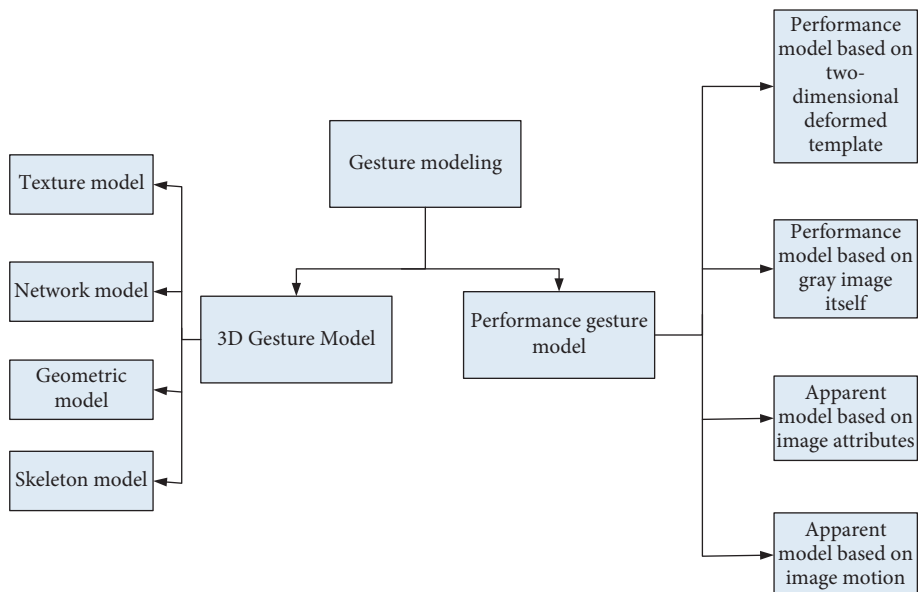 Gesture modeling
3D Gesture Model
Performance gesture
model
Texture model
Network model
Geometric
model
Skeleton model
Performance
model based on
two-
dimensional
deformed
template
Performance
model based on
gray image
itself
Apparent
model based on
image attributes
Apparent
model based on
image motion